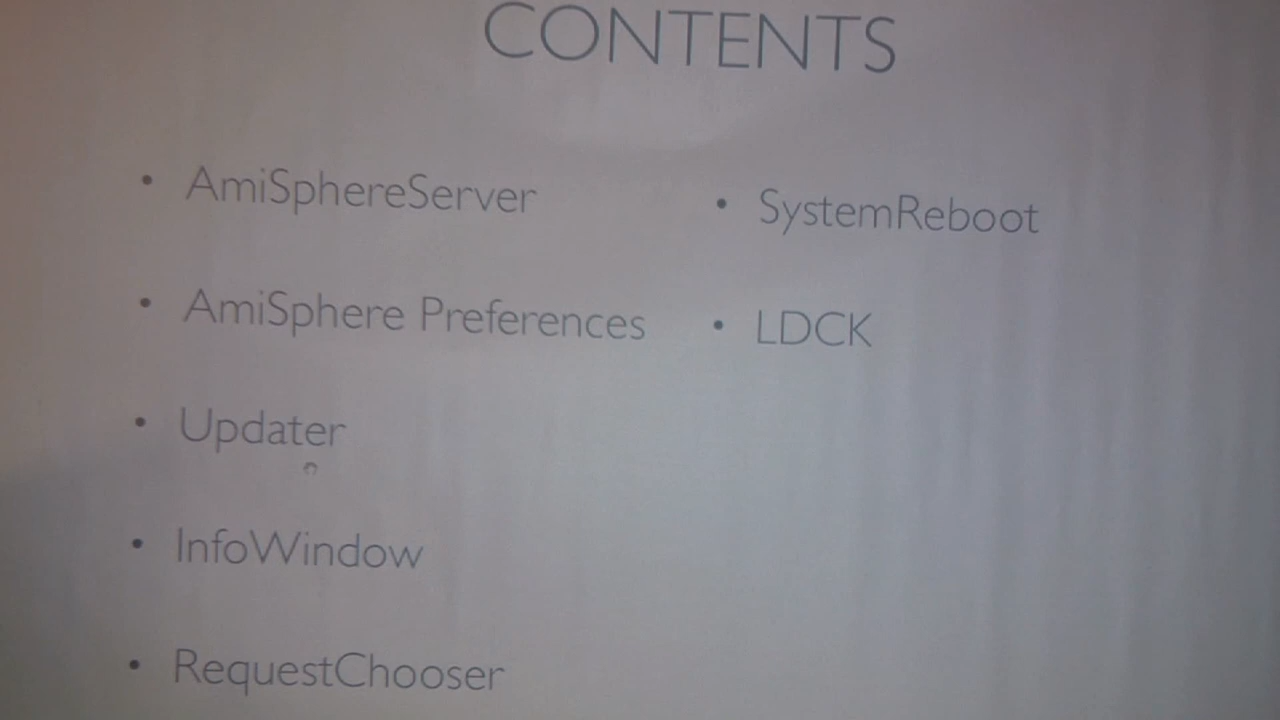 CONTENTS
• AmiSphereServer
• AmiSphere Preferences
• Updater
• InfoWindow
• RequestChooser
• SystemReboot
• LDCK